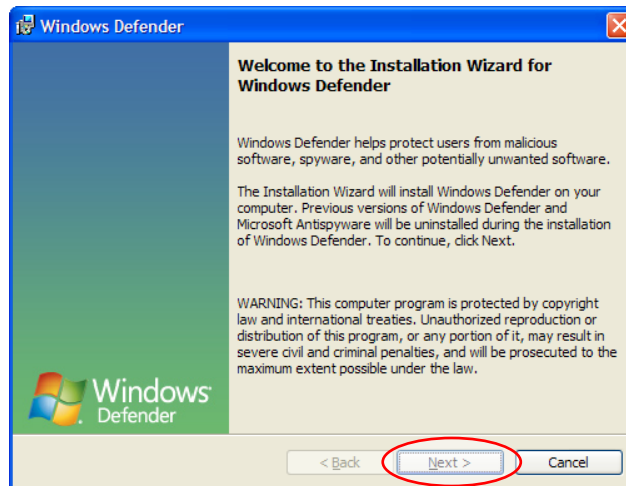 Windows Defender
Welcome to the Installation Wizard for
Windows Defender
Windows Defender helps protect users from malicious
software, spyware, and other potentially unwanted software.
The Installation Wizard will install Windows Defender on your
computer. Previous versions of Windows Defender and
Microsoft Antispyware will be uninstalled during the installation
of Windows Defender. To continue, click Next.
WARNING: This computer program is protected by copyright
law and international treaties. Unauthorized reproduction or
distribution of this program, or any portion of it, may result in
severe civil and criminal penalties, and will be prosecuted to the
maximum extent possible under the law.
Windows
Defender
< Back Next > Cancel